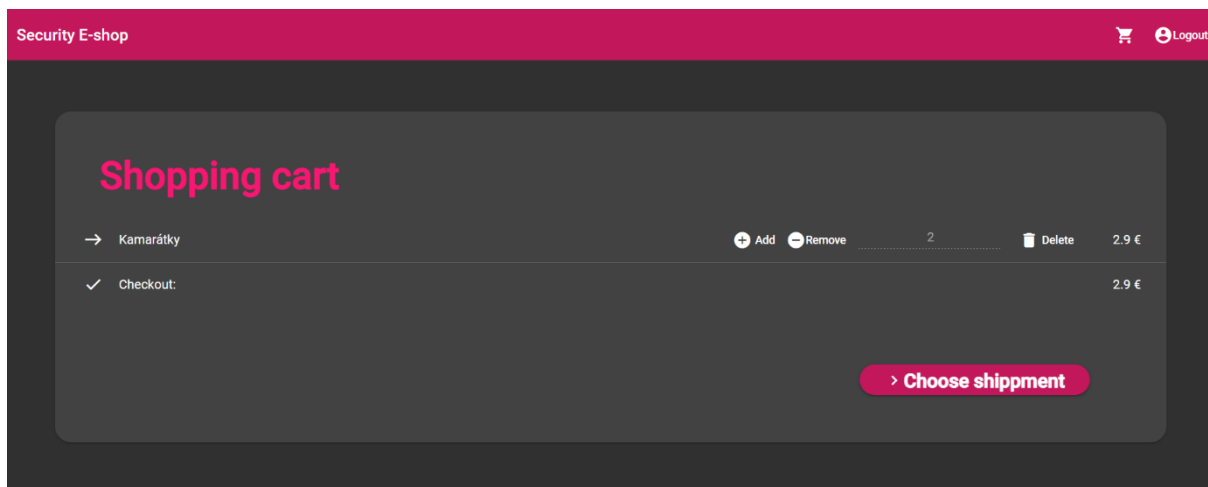 Security E-shop Logout
Shopping cart
Kamarátky Add Remove 2 Delete 2.9 €
Checkout: 2.9 €
Choose shippment